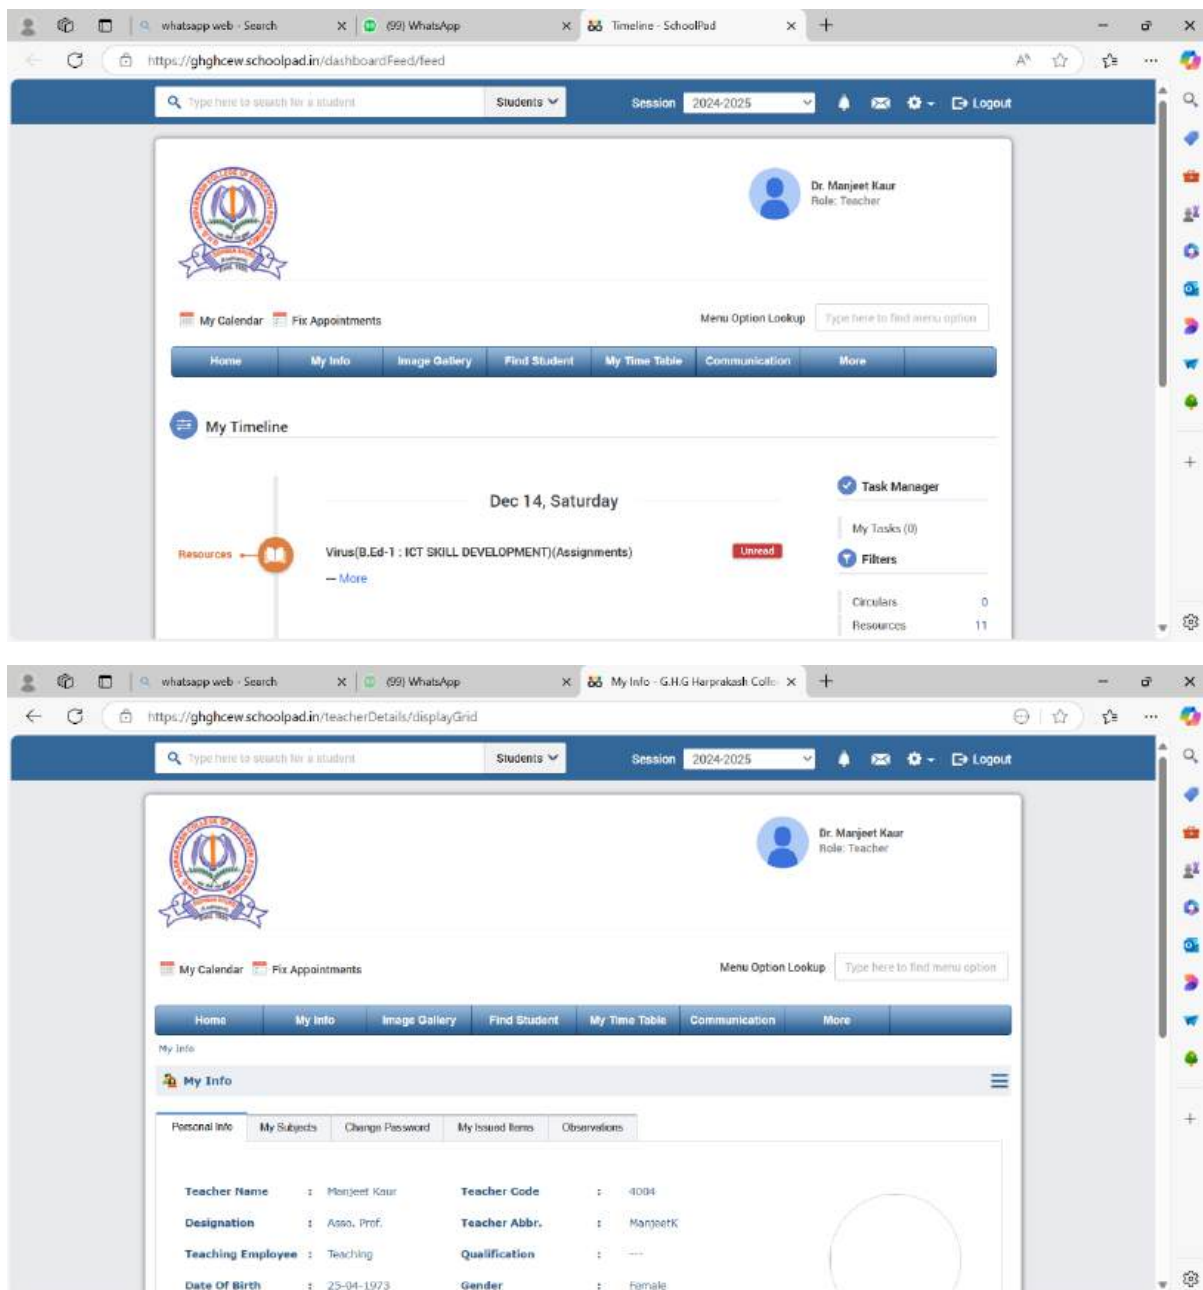 whatsapp web - Search (99) WhatsApp Timeline - SchoolPad
https://ghghcew.schoolpad.in/dashboardFeed/feed
Type here to search for a student Students Session 2024-2025 Logout
Dr. Manjeet Kaur
Role: Teacher
My Calendar Fix Appointments Menu Option Lookup Type here to find menu option
Home My Info Image Gallery Find Student My Time Table Communication More
My Timeline
Task Manager
Dec 14, Saturday
My Tasks (0)
Resources Virus(B.Ed-1 : ICT SKILL DEVELOPMENT)(Assignments) Unread
Filters
--- More
Circulars 0
Resources 11
whatsapp web - Search (99) WhatsApp My Info - G.H.G Harprakash Colle
https://ghghcew.schoolpad.in/teacherDetails/displayGrid
Type here to search for a student Students Session 2024-2025 Logout
Dr. Manjeet Kaur
Role: Teacher
My Calendar Fix Appointments Menu Option Lookup Type here to find menu option
Home My Info Image Gallery Find Student My Time Table Communication More
My Info
My Info
Personal Info My Subjects Change Password My Issued Items Observations
Teacher Name : Manjeet Kaur Teacher Code : 4004
Designation : Asso. Prof. Teacher Abbr. : ManjeetK
Teaching Employee : Teaching Qualification : ---
Date Of Birth : 25-04-1973 Gender : Female